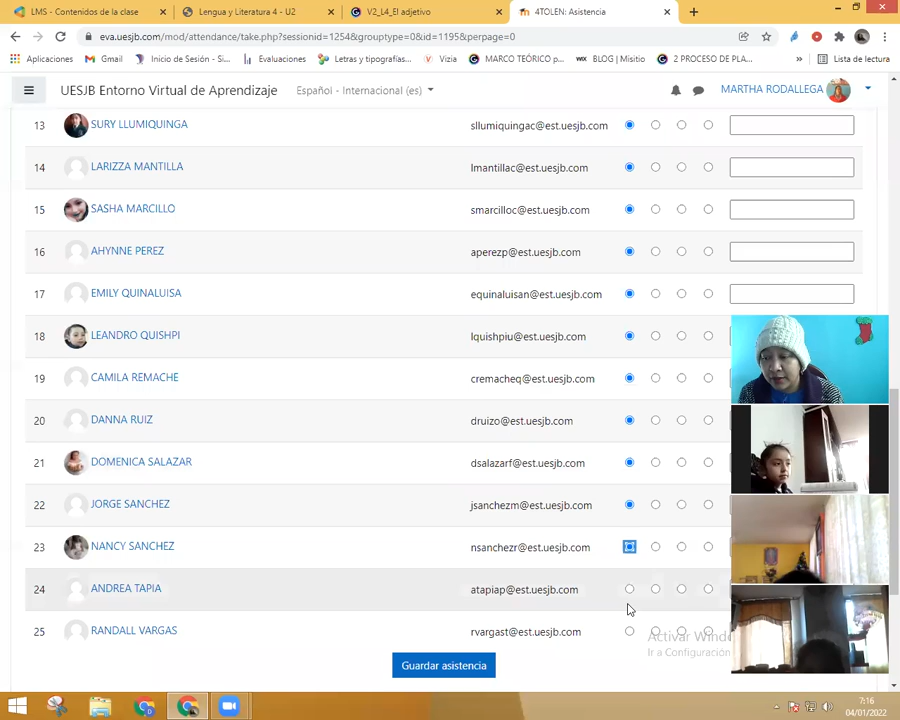 LMS - Contenidos de la clase
Lengua y Literatura 4 - U2
V2_L4_El adjetivo
4TOLEN: Asistencia
eva.uesjb.com/mod/attendance/take.php?sessionid=1254&grouptype=0&id=1195&perpage=0
Aplicaciones
Gmail
Inicio de Sesión - Si...
Evaluaciones
Letras y tipografías...
Vizia
MARCO TEÓRICO p...
BLOG | Misitio
2 PROCESO DE PLA...
»
Lista de lectura
UESJB Entorno Virtual de Aprendizaje
Español - Internacional (es)
MARTHA RODALLEGA
13 SURY LLUMIQUINGA sllumiquingac@est.uesjb.com
14 LARIZZA MANTILLA lmantillac@est.uesjb.com
15 SASHA MARCILLO smarcilloc@est.uesjb.com
16 AHYNNE PEREZ aperezp@est.uesjb.com
17 EMILY QUINALUISA equinaluisan@est.uesjb.com
18 LEANDRO QUISHPI lquishpiu@est.uesjb.com
19 CAMILA REMACHE cremacheq@est.uesjb.com
20 DANNA RUIZ druizo@est.uesjb.com
21 DOMENICA SALAZAR dsalazarf@est.uesjb.com
22 JORGE SANCHEZ jsanchezm@est.uesjb.com
23 NANCY SANCHEZ nsanchezr@est.uesjb.com
24 ANDREA TAPIA atapiap@est.uesjb.com
25 RANDALL VARGAS rvargast@est.uesjb.com
Activar Wind
Ir a Configuración
Guardar asistencia
7:16
04/01/2022